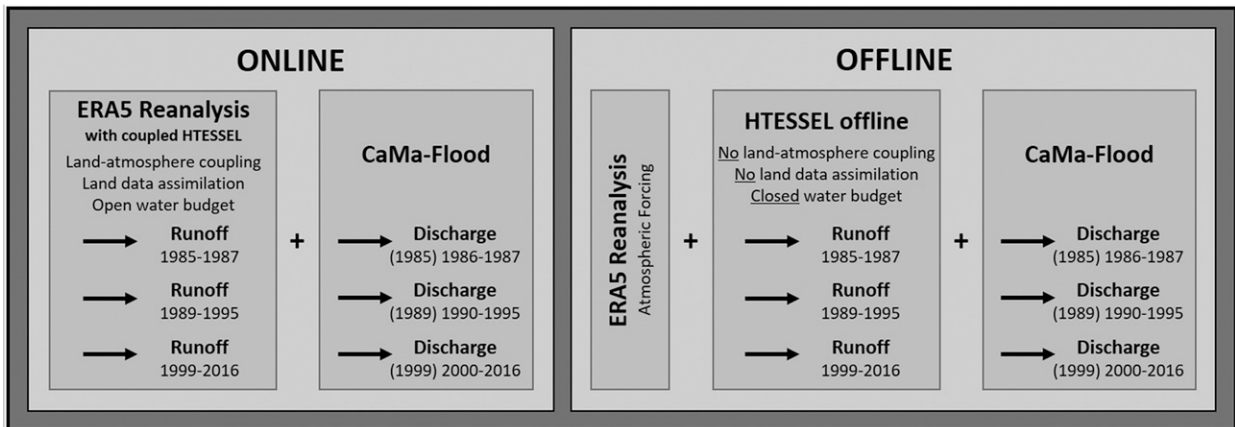 ONLINE
ERA5 Reanalysis
with coupled HTESSEL
Land-atmosphere coupling
Land data assimilation
Open water budget
Runoff
1985-1987
Runoff
1989-1995
Runoff
1999-2016
+
CaMa-Flood
Discharge
(1985) 1986-1987
Discharge
(1989) 1990-1995
Discharge
(1999) 2000-2016
OFFLINE
ERA5 Reanalysis
Atmospheric Forcing
+
HTESSEL offline
No land-atmosphere coupling
No land data assimilation
Closed water budget
Runoff
1985-1987
Runoff
1989-1995
Runoff
1999-2016
+
CaMa-Flood
Discharge
(1985) 1986-1987
Discharge
(1989) 1990-1995
Discharge
(1999) 2000-2016